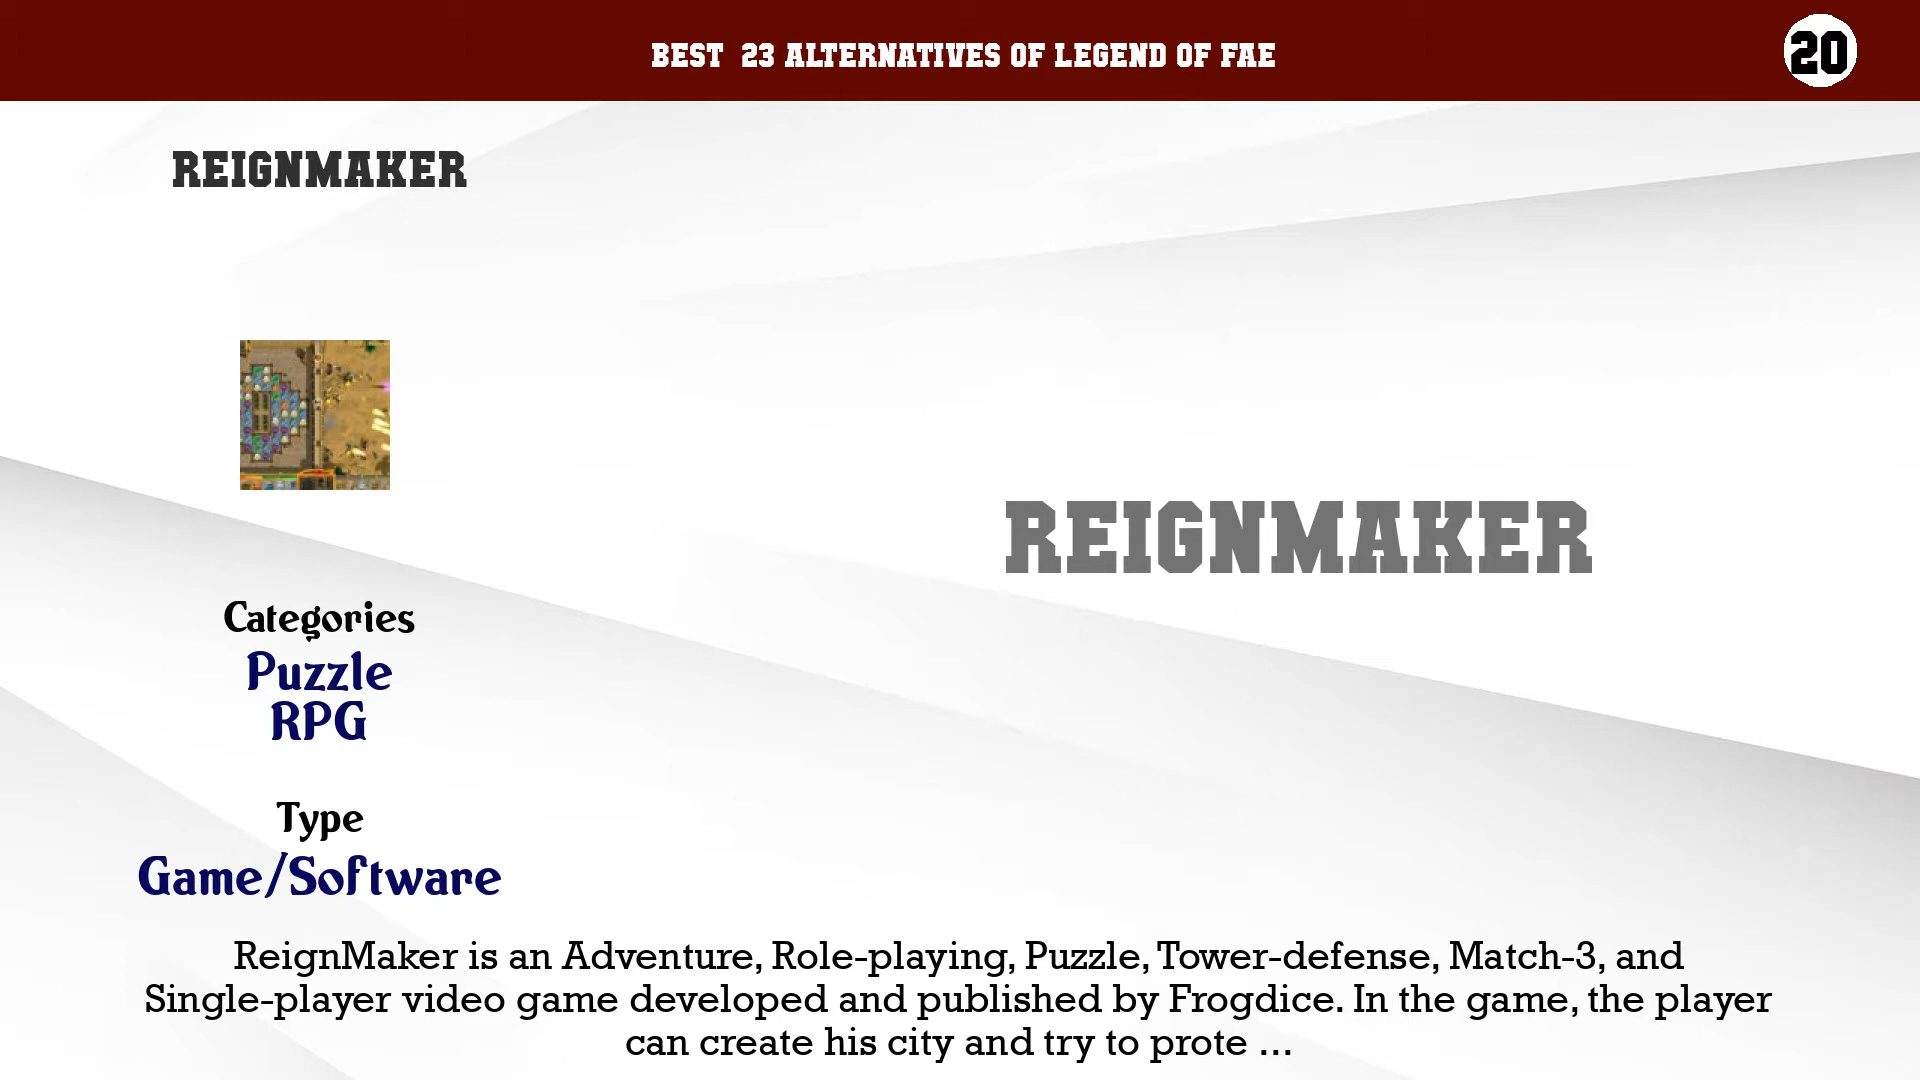 BEST 23 ALTERNATIVES OF LEGEND OF FAE
20
REIGNMAKER
REIGNMAKER
Categories
Puzzle
RPG
Type
Game/Software
ReignMaker is an Adventure, Role-playing, Puzzle, Tower-defense, Match-3, and
Single-player video game developed and published by Frogdice. In the game, the player
can create his city and try to prote ...